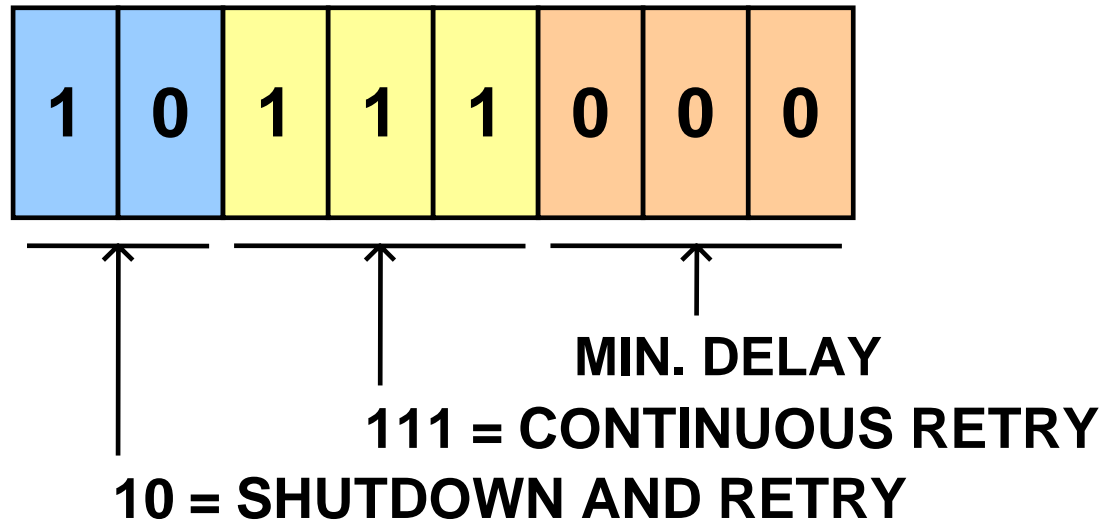 1 0 1 1 1 0 0 0
MIN. DELAY
111 = CONTINUOUS RETRY
10 = SHUTDOWN AND RETRY